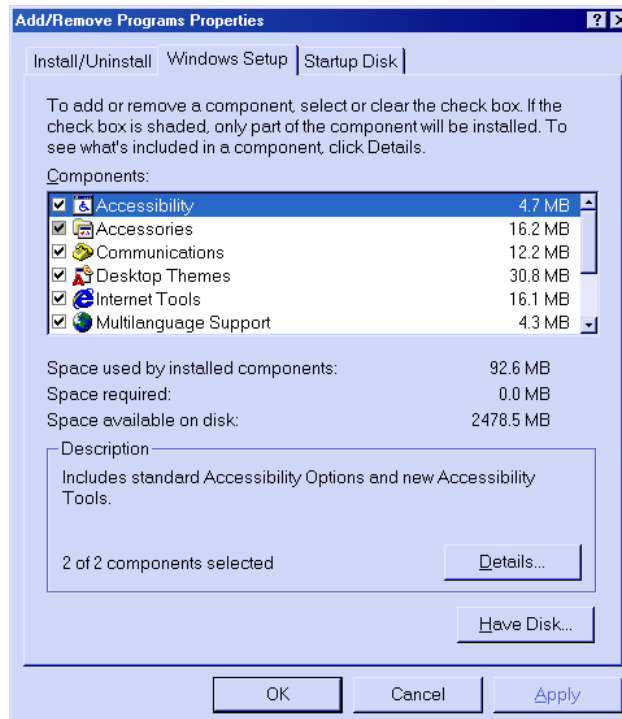 Add/Remove Programs Properties
Install/Uninstall Windows Setup Startup Disk
To add or remove a component, select or clear the check box. If the
check box is shaded, only part of the component will be installed. To
see what's included in a component, click Details.
Components:
Accessibility 4.7 MB
Accessories 16.2 MB
Communications 12.2 MB
Desktop Themes 30.8 MB
Internet Tools 16.1 MB
Multilanguage Support 4.3 MB
Space used by installed components: 92.6 MB
Space required: 0.0 MB
Space available on disk: 2478.5 MB
Description
Includes standard Accessibility Options and new Accessibility
Tools.
2 of 2 components selected Details...
Have Disk...
OK Cancel Apply